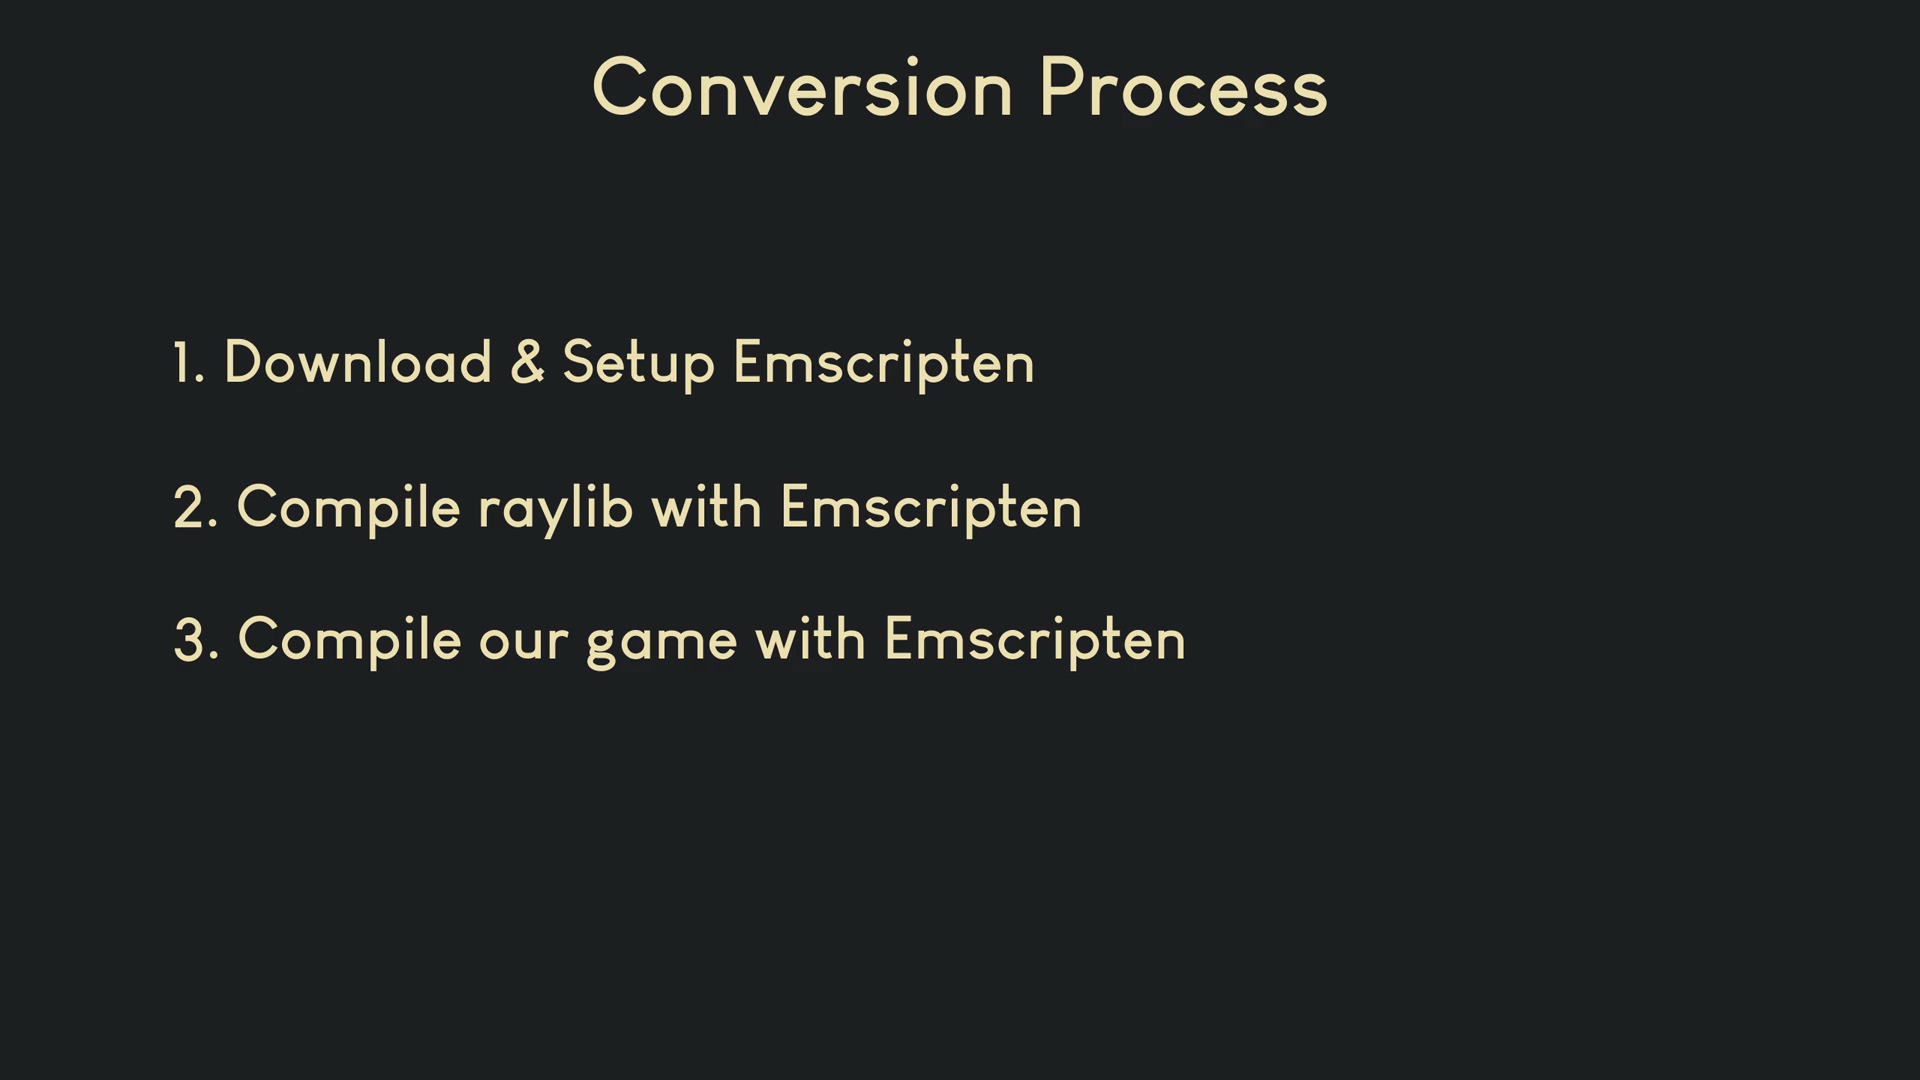 Conversion Process
1. Download & Setup Emscripten
2. Compile raylib with Emscripten
3. Compile our game with Emscripten